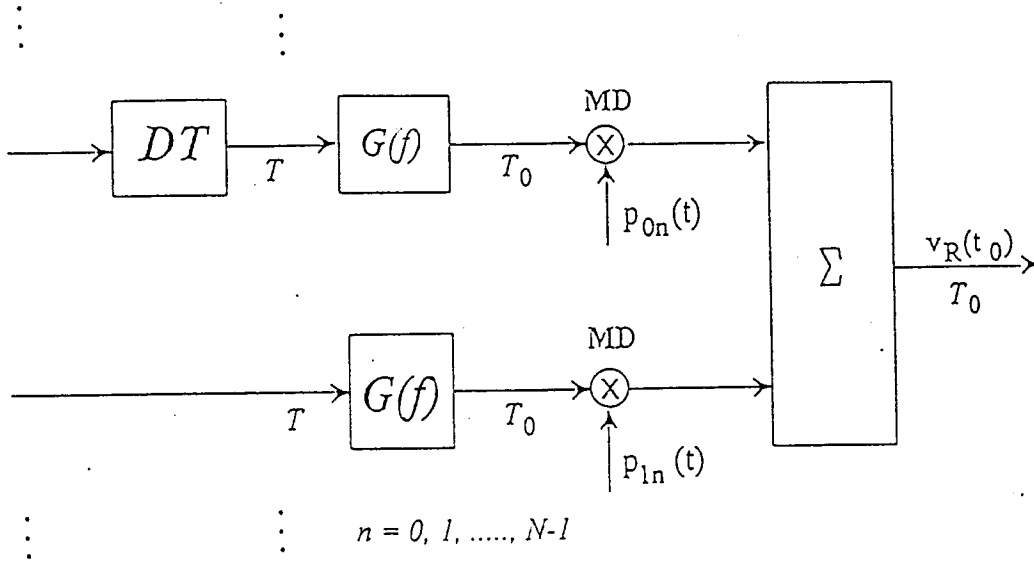 MD
DT
G(f)
T
T₀
p₀ₙ(t)
v_R(t₀)
Σ
T₀
MD
G(f)
T
T₀
p₁ₙ(t)
n = 0, 1, ....., N-1